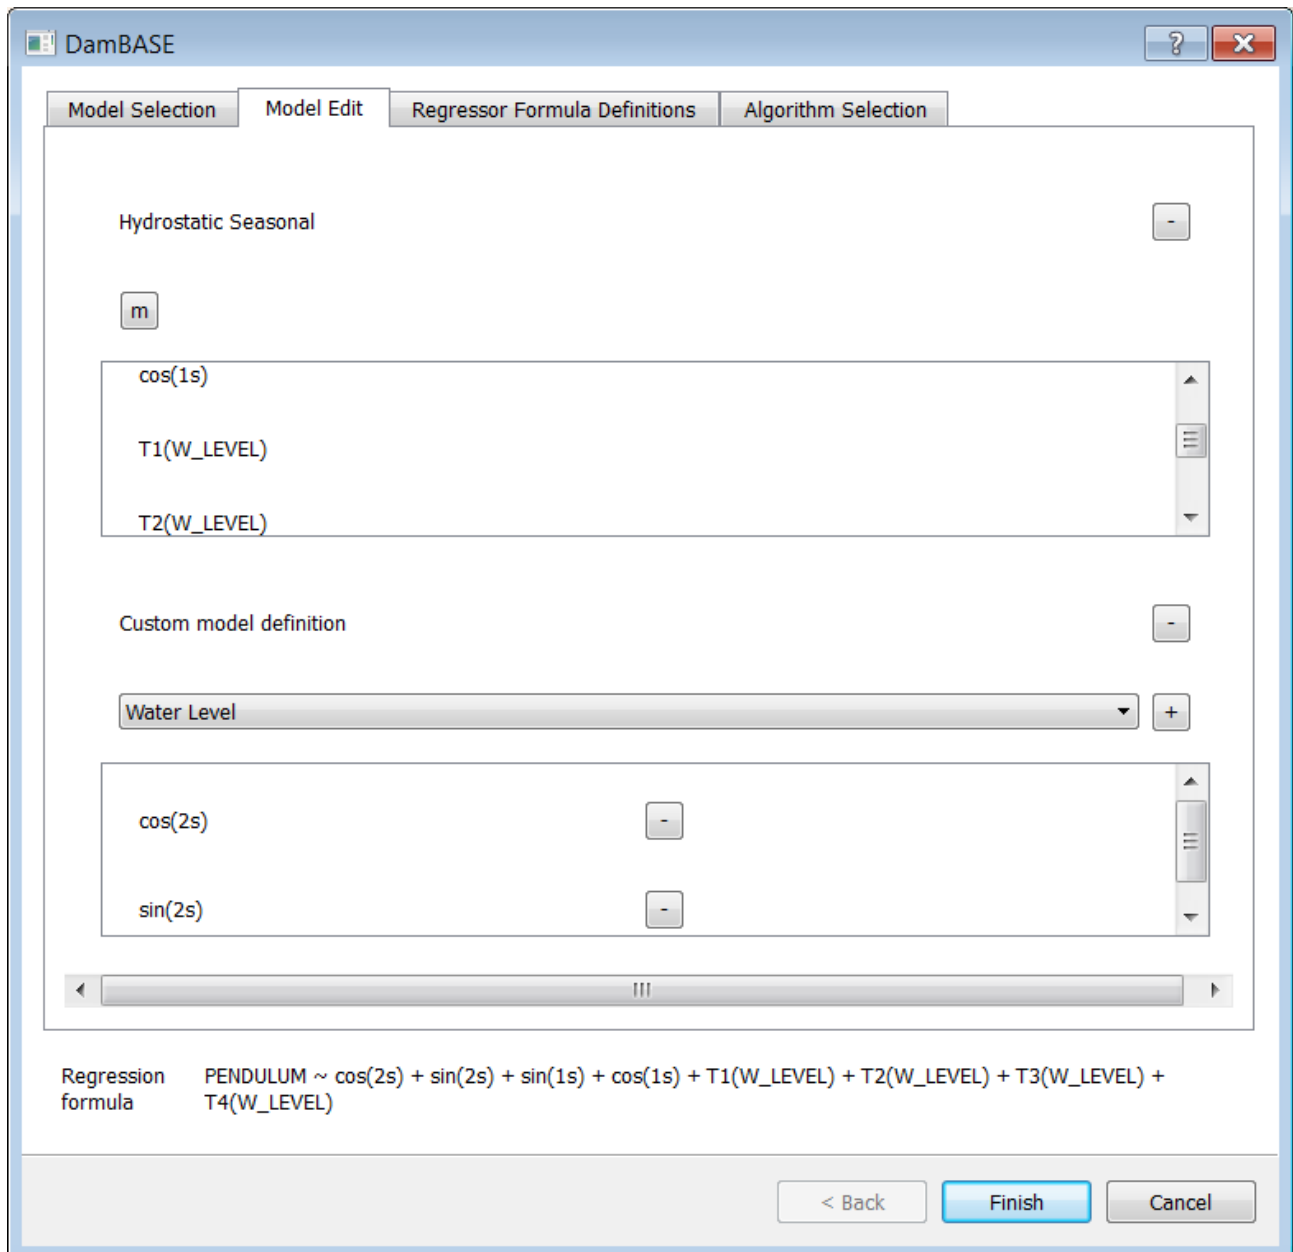 DamBASE
? X
Model Selection Model Edit Regressor Formula Definitions Algorithm Selection
Hydrostatic Seasonal -
m
cos(1s)
T1(W_LEVEL)
T2(W_LEVEL)
Custom model definition -
Water Level +
cos(2s) -
sin(2s) -
Regression PENDULUM ~ cos(2s) + sin(2s) + sin(1s) + cos(1s) + T1(W_LEVEL) + T2(W_LEVEL) + T3(W_LEVEL) +
formula T4(W_LEVEL)
< Back Finish Cancel